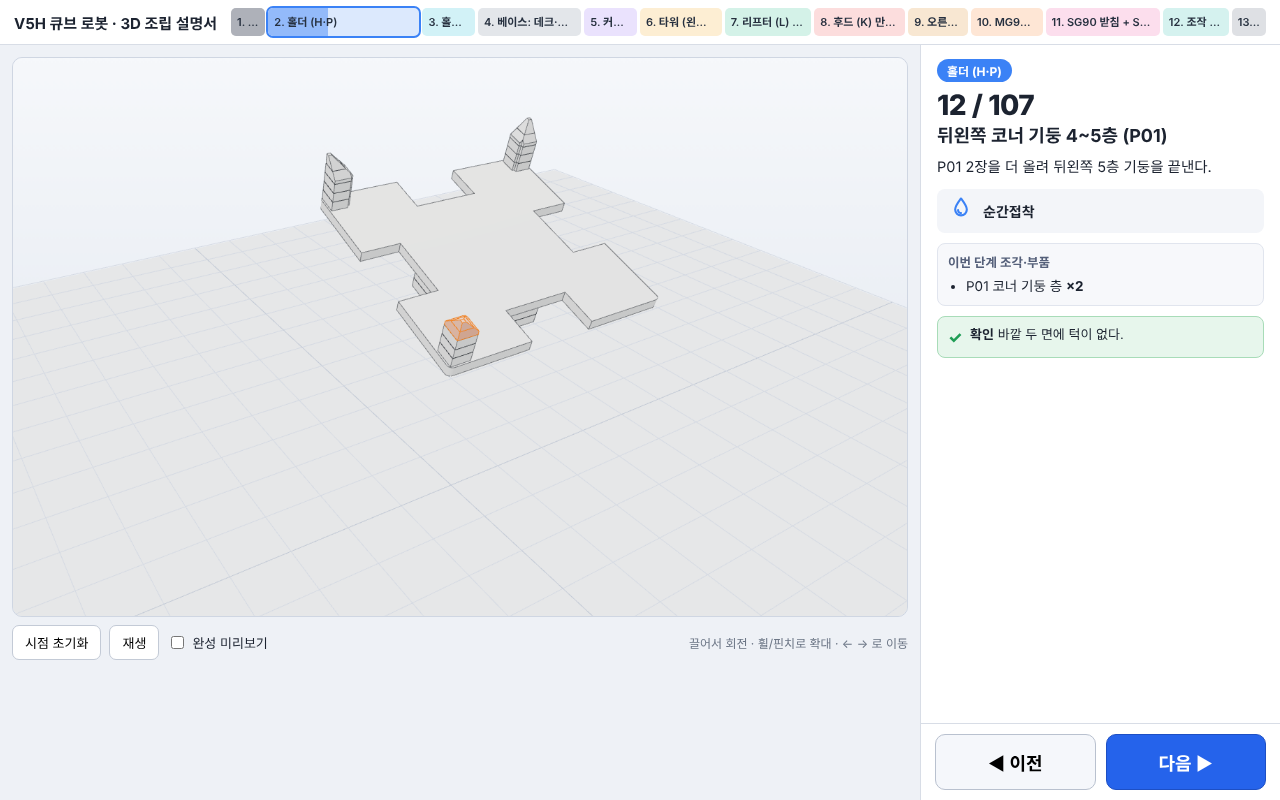 V5H 큐브 로봇 · 3D 조립 설명서
1. ...
2. 홀더 (H·P)
3. 홀...
4. 베이스: 데크·...
5. 커...
6. 타워 (왼...
7. 리프터 (L) ...
8. 후드 (K) 만...
9. 오른...
10. MG9...
11. SG90 받침 + S...
12. 조작 ...
13...
홀더 (H·P)
12 / 107
뒤왼쪽 코너 기둥 4~5층 (P01)
P01 2장을 더 올려 뒤왼쪽 5층 기둥을 끝낸다.
순간접착
이번 단계 조각·부품
• P01 코너 기둥 층 ×2
확인 바깥 두 면에 턱이 없다.
시점 초기화
재생
완성 미리보기
끌어서 회전 · 휠/핀치로 확대 · ← → 로 이동
◀ 이전
다음 ▶